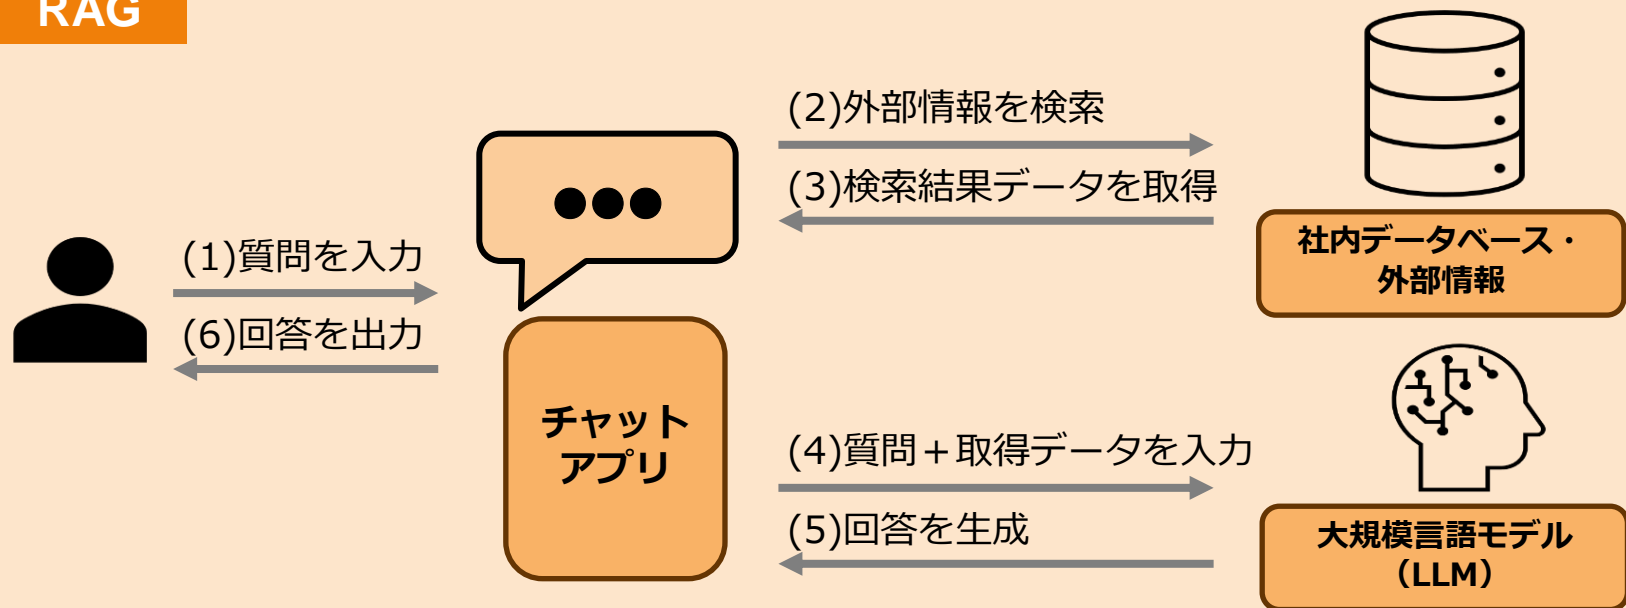 RAG
(1)質問を入力
(6)回答を出力
チャット
アプリ
(2)外部情報を検索
(3)検索結果データを取得
社内データベース・
外部情報
(4)質問＋取得データを入力
(5)回答を生成
大規模言語モデル
（LLM）